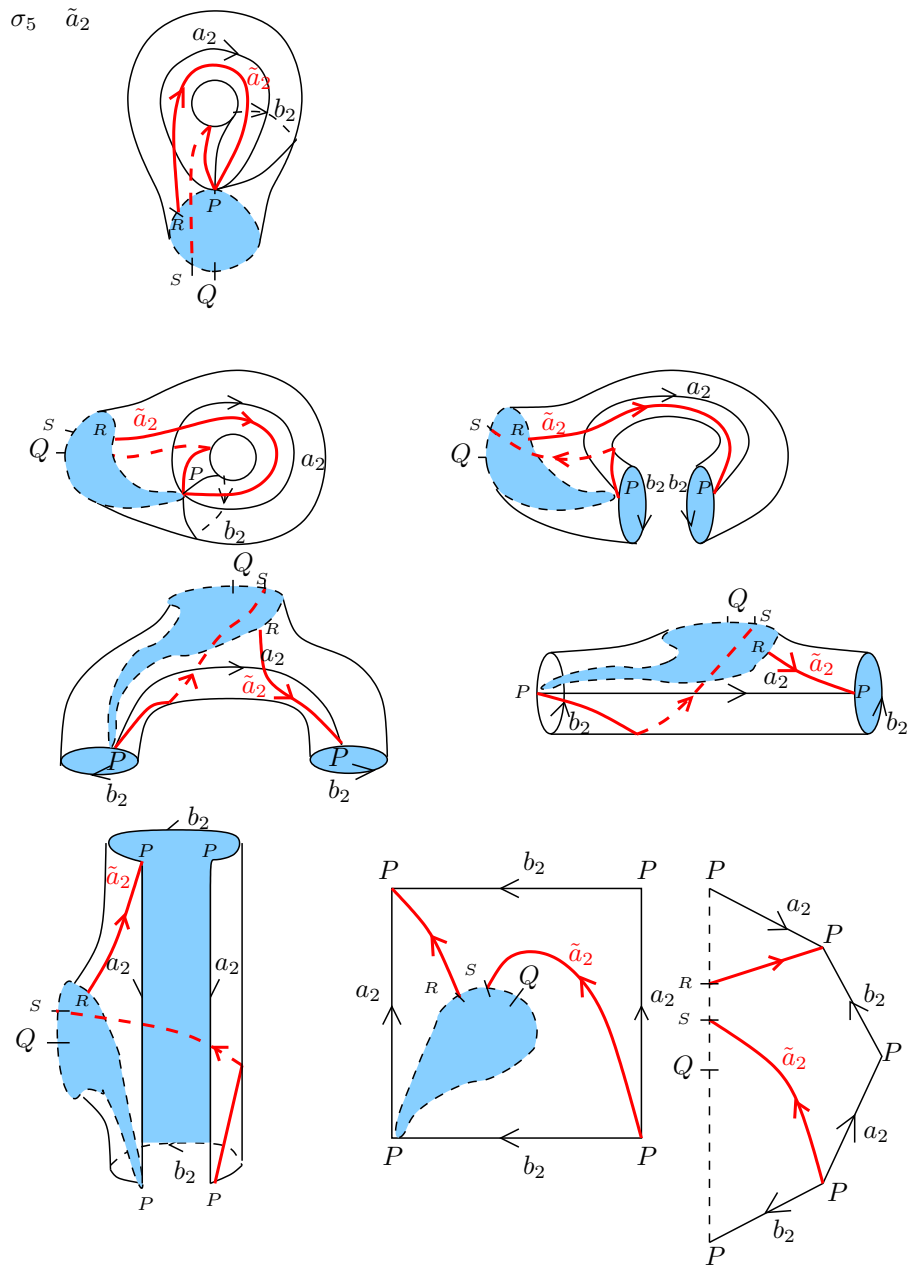 σ₅ ã₂
a₂
ã₂
b₂
P
R
S
Q
S
R
ã₂
Q
P
a₂
b₂
S
R
ã₂
a₂
Q
P
b₂ b₂
P
Q
S
R
a₂
ã₂
P
P
b₂
b₂
Q
S
R
a₂
ã₂
P
P
b₂
b₂
b₂
P
P
ã₂
a₂
a₂
S
R
Q
b₂
P
P
P
b₂
P
R
S
Q
ã₂
a₂
a₂
P
P
b₂
P
a₂
P
R
b₂
S
Q
ã₂
P
a₂
P
b₂
P